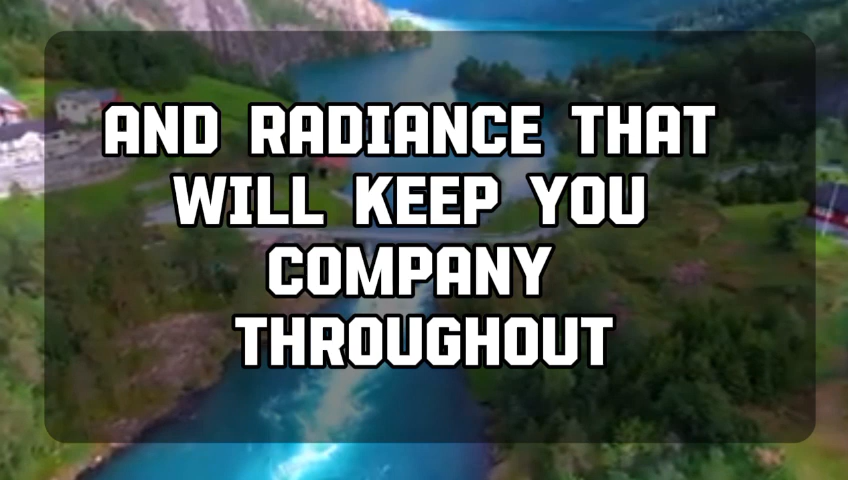 AND RADIANCE THAT
WILL KEEP YOU
COMPANY
THROUGHOUT